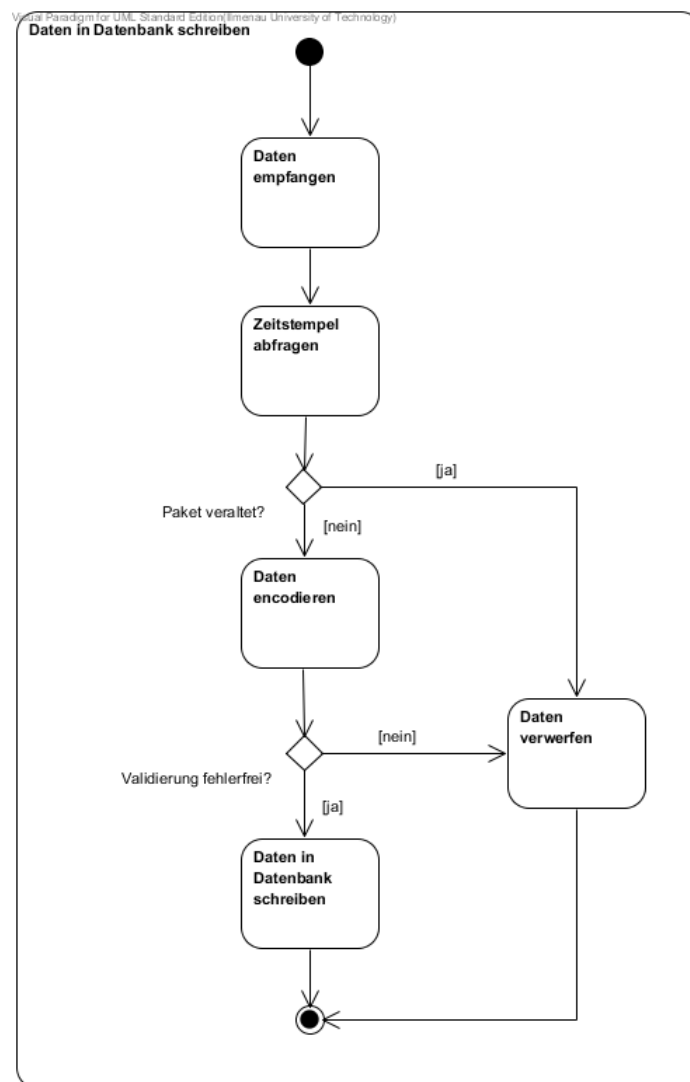 Visual Paradigm for UML Standard Edition(Ilmenau University of Technology)
Daten in Datenbank schreiben
Daten
empfangen
Zeitstempel
abfragen
[ja]
Paket veraltet?
[nein]
Daten
encodieren
Daten
verwerfen
[nein]
Validierung fehlerfrei?
[ja]
Daten in
Datenbank
schreiben